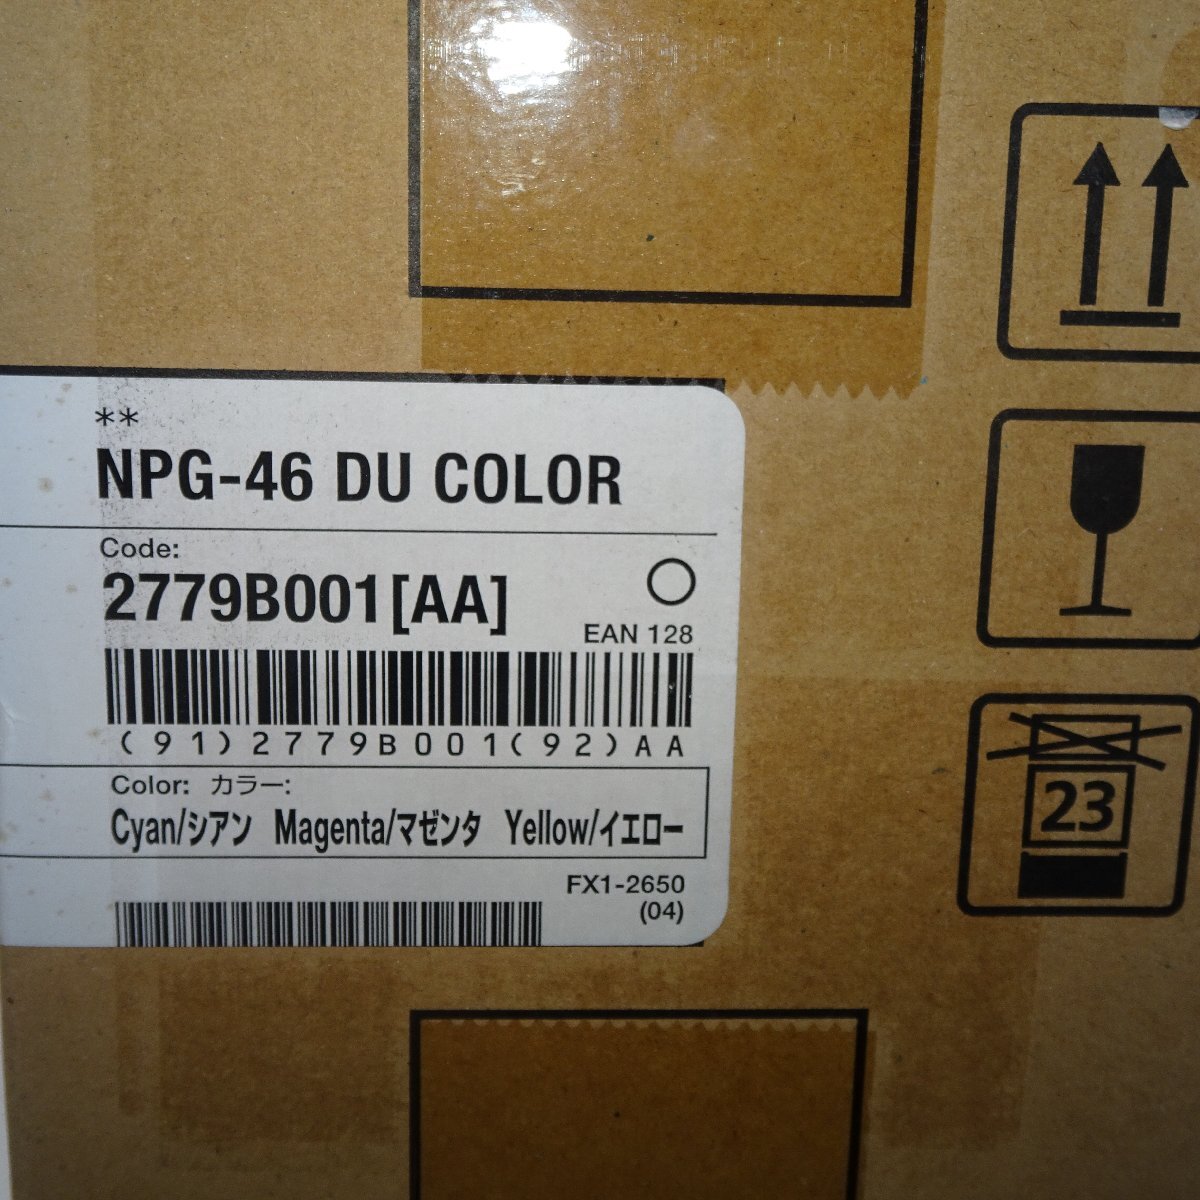 **
NPG-46 DU COLOR
Code:
2779B001[AA]
EAN 128
(91)2779B001(92)AA
Color: カラー:
Cyan/シアン Magenta/マゼンタ Yellow/イエロー
FX1-2650
(04)
23